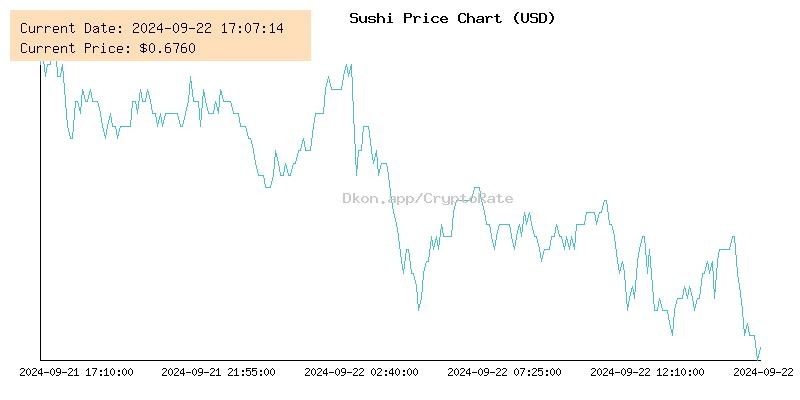 Sushi Price Chart (USD)
Current Date: 2024-09-22 17:07:14
Current Price: $0.6760
Dkon.app/CryptoRate
2024-09-21 17:10:00 2024-09-21 21:55:00 2024-09-22 02:40:00 2024-09-22 07:25:00 2024-09-22 12:10:00 2024-09-22